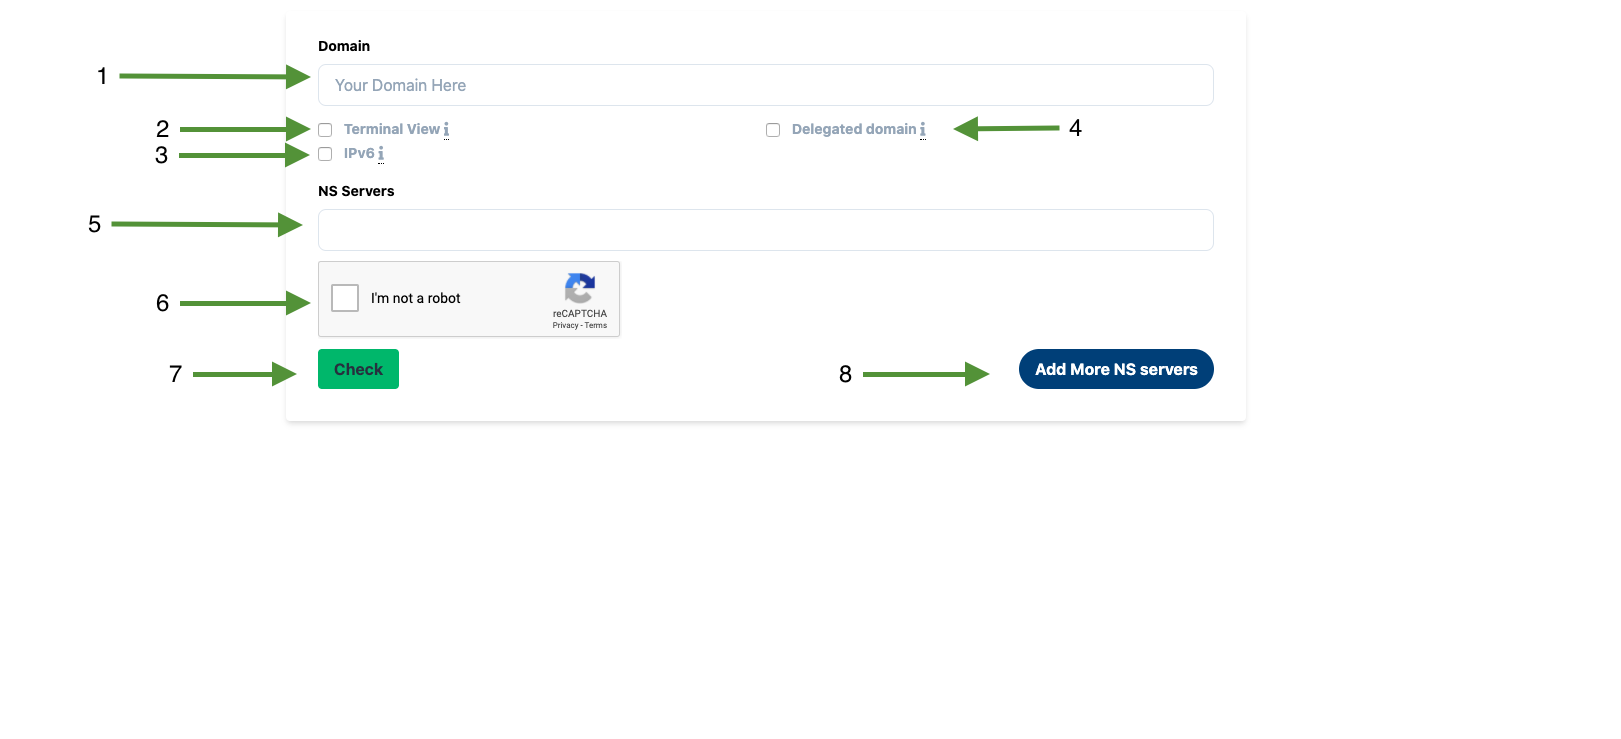 Domain
1
Your Domain Here
2 Terminal View i Delegated domain i 4
3 IPv6 i
NS Servers
5
6 I'm not a robot
reCAPTCHA
Privacy - Terms
7 Check 8 Add More NS servers